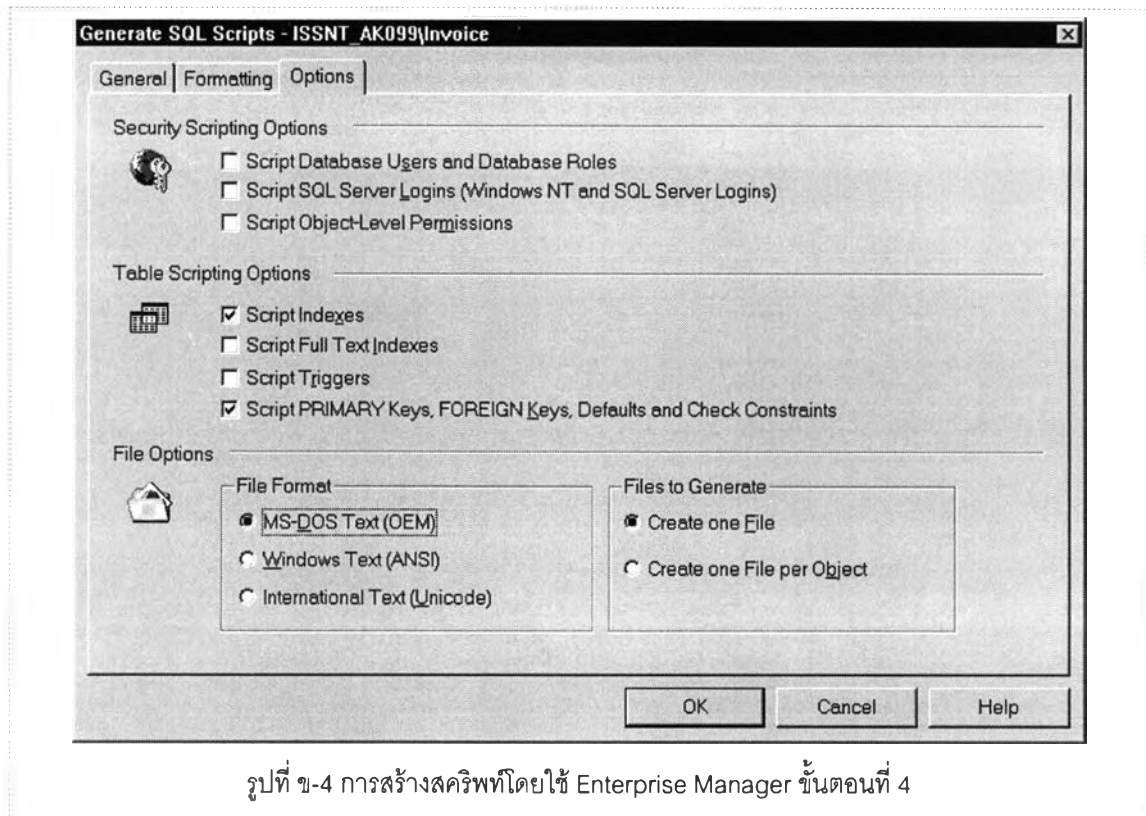 Generate SQL Scripts - ISSNT_AK099\Invoice
General
Formatting
Options
Security Scripting Options
Script Database Users and Database Roles
Script SQL Server Logins (Windows NT and SQL Server Logins)
Script Object-Level Permissions
Table Scripting Options
Script Indexes
Script Full Text Indexes
Script Triggers
Script PRIMARY Keys, FOREIGN Keys, Defaults and Check Constraints
File Options
File Format
MS-DOS Text (OEM)
Windows Text (ANSI)
International Text (Unicode)
Files to Generate
Create one File
Create one File per Object
OK
Cancel
Help
รูปที่ ข-4 การสร้างสคริพท์โดยใช้ Enterprise Manager ขั้นตอนที่ 4